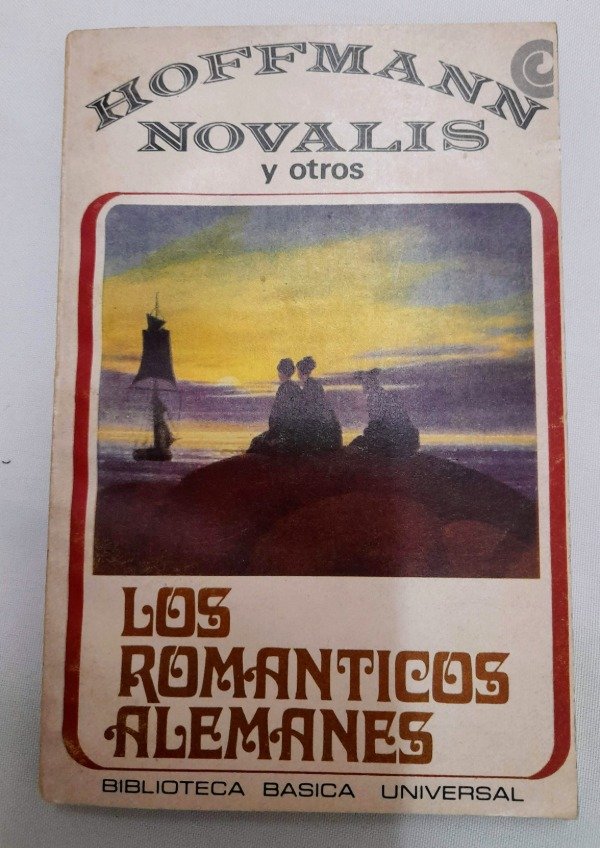 HOFFMANN
NOVALIS
y otros
LOS
ROMANTICOS
ALEMANES
BIBLIOTECA BASICA UNIVERSAL